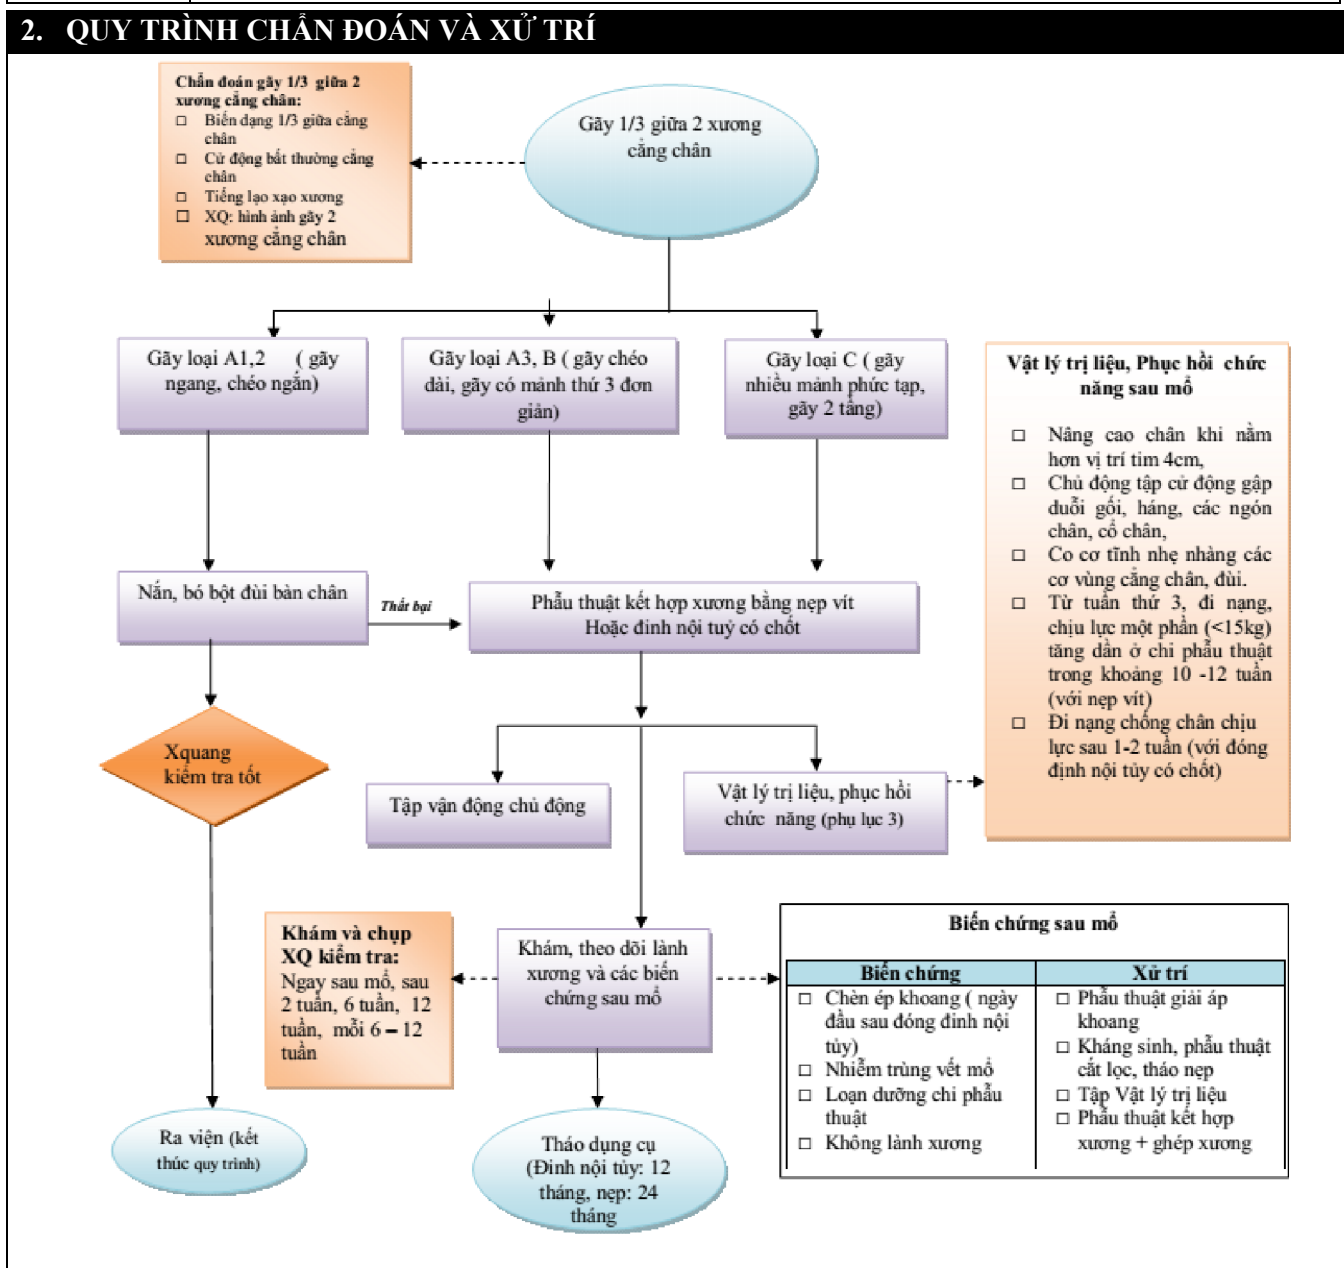 2. QUY TRÌNH CHẨN ĐOÁN VÀ XỬ TRÍ
Chẩn đoán gãy 1/3 giữa 2
xương cẳng chân:
□ Biến dạng 1/3 giữa cẳng
chân
□ Cử động bất thường cẳng
chân
□ Tiếng lạo xạo xương
□ XQ: hình ảnh gãy 2
xương cẳng chân
Gãy 1/3 giữa 2 xương
cẳng chân
Gãy loại A1,2 ( gãy
ngang, chéo ngắn)
Gãy loại A3, B ( gãy chéo
dài, gãy có mảnh thứ 3 đơn
giản)
Gãy loại C ( gãy
nhiều mảnh phức tạp,
gãy 2 tầng)
Vật lý trị liệu, Phục hồi chức
năng sau mổ
□ Nâng cao chân khi nằm
hơn vị trí tim 4cm,
□ Chủ động tập cử động gập
duỗi gối, háng, các ngón
chân, cổ chân,
□ Co cơ tĩnh nhẹ nhàng các
cơ vùng cẳng chân, đùi.
□ Từ tuần thứ 3, đi nạng,
chịu lực một phần (<15kg)
tăng dần ở chi phẫu thuật
trong khoảng 10 -12 tuần
(với nẹp vít)
□ Đi nạng chống chân chịu
lực sau 1-2 tuần (với đóng
định nội tủy có chốt)
Nắn, bó bột đùi bàn chân
Thất bại
Phẫu thuật kết hợp xương bằng nẹp vít
Hoặc đinh nội tuỷ có chốt
Xquang
kiểm tra tốt
Tập vận động chủ động
Vật lý trị liệu, phục hồi
chức năng (phụ lục 3)
Khám và chụp
XQ kiểm tra:
Ngay sau mổ, sau
2 tuần, 6 tuần, 12
tuần, mỗi 6 – 12
tuần
Khám, theo dõi lành
xương và các biến
chứng sau mổ
Biến chứng sau mổ
Biến chứng Xử trí
□ Chèn ép khoang ( ngày
đầu sau đóng đinh nội
tủy)
□ Nhiễm trùng vết mổ
□ Loạn dưỡng chi phẫu
thuật
□ Không lành xương
□ Phẫu thuật giải áp
khoang
□ Kháng sinh, phẫu thuật
cắt lọc, tháo nẹp
□ Tập Vật lý trị liệu
□ Phẫu thuật kết hợp
xương + ghép xương
Ra viện (kết
thúc quy trình)
Tháo dụng cụ
(Đinh nội tủy: 12
tháng, nẹp: 24
tháng